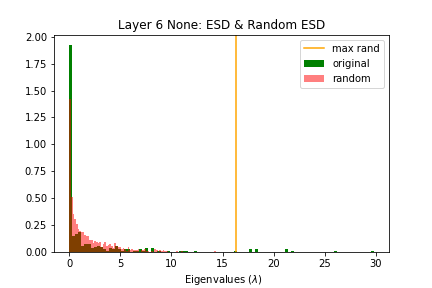 Layer 6 None: ESD & Random ESD
2.00
1.75
1.50
1.25
1.00
0.75
0.50
0.25
0.00
max rand
original
random
0 5 10 15 20 25 30
Eigenvalues (λ)